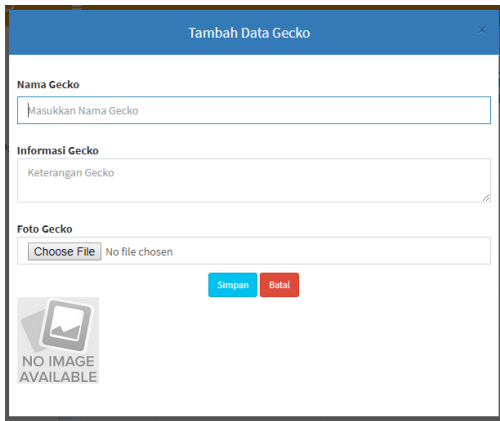 Tambah Data Gecko
×
Nama Gecko
Masukkan Nama Gecko
Informasi Gecko
Keterangan Gecko
Foto Gecko
Choose File No file chosen
Simpan Batal
NO IMAGE
AVAILABLE